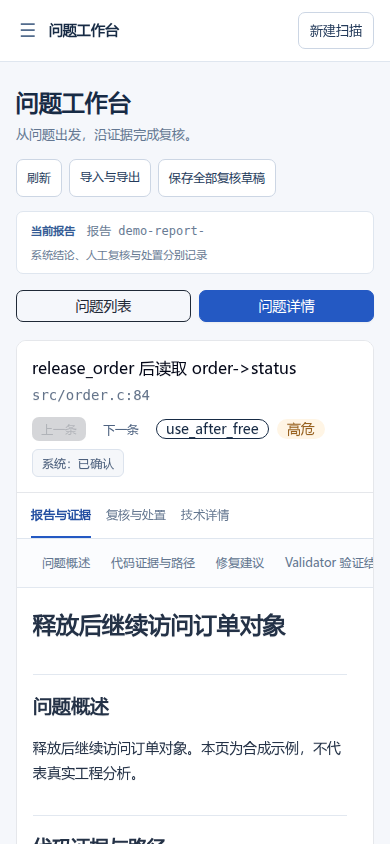 ☰ 问题工作台 新建扫描
问题工作台
从问题出发，沿证据完成复核。
刷新 导入与导出 保存全部复核草稿
当前报告 报告 demo-report-
系统结论、人工复核与处置分别记录
问题列表 问题详情
release_order 后读取 order->status
src/order.c:84
上一条 下一条 use_after_free 高危
系统：已确认
报告与证据 复核与处置 技术详情
问题概述 代码证据与路径 修复建议 Validator 验证结
释放后继续访问订单对象
问题概述
释放后继续访问订单对象。本页为合成示例，不代
表真实工程分析。
代码证据与路径